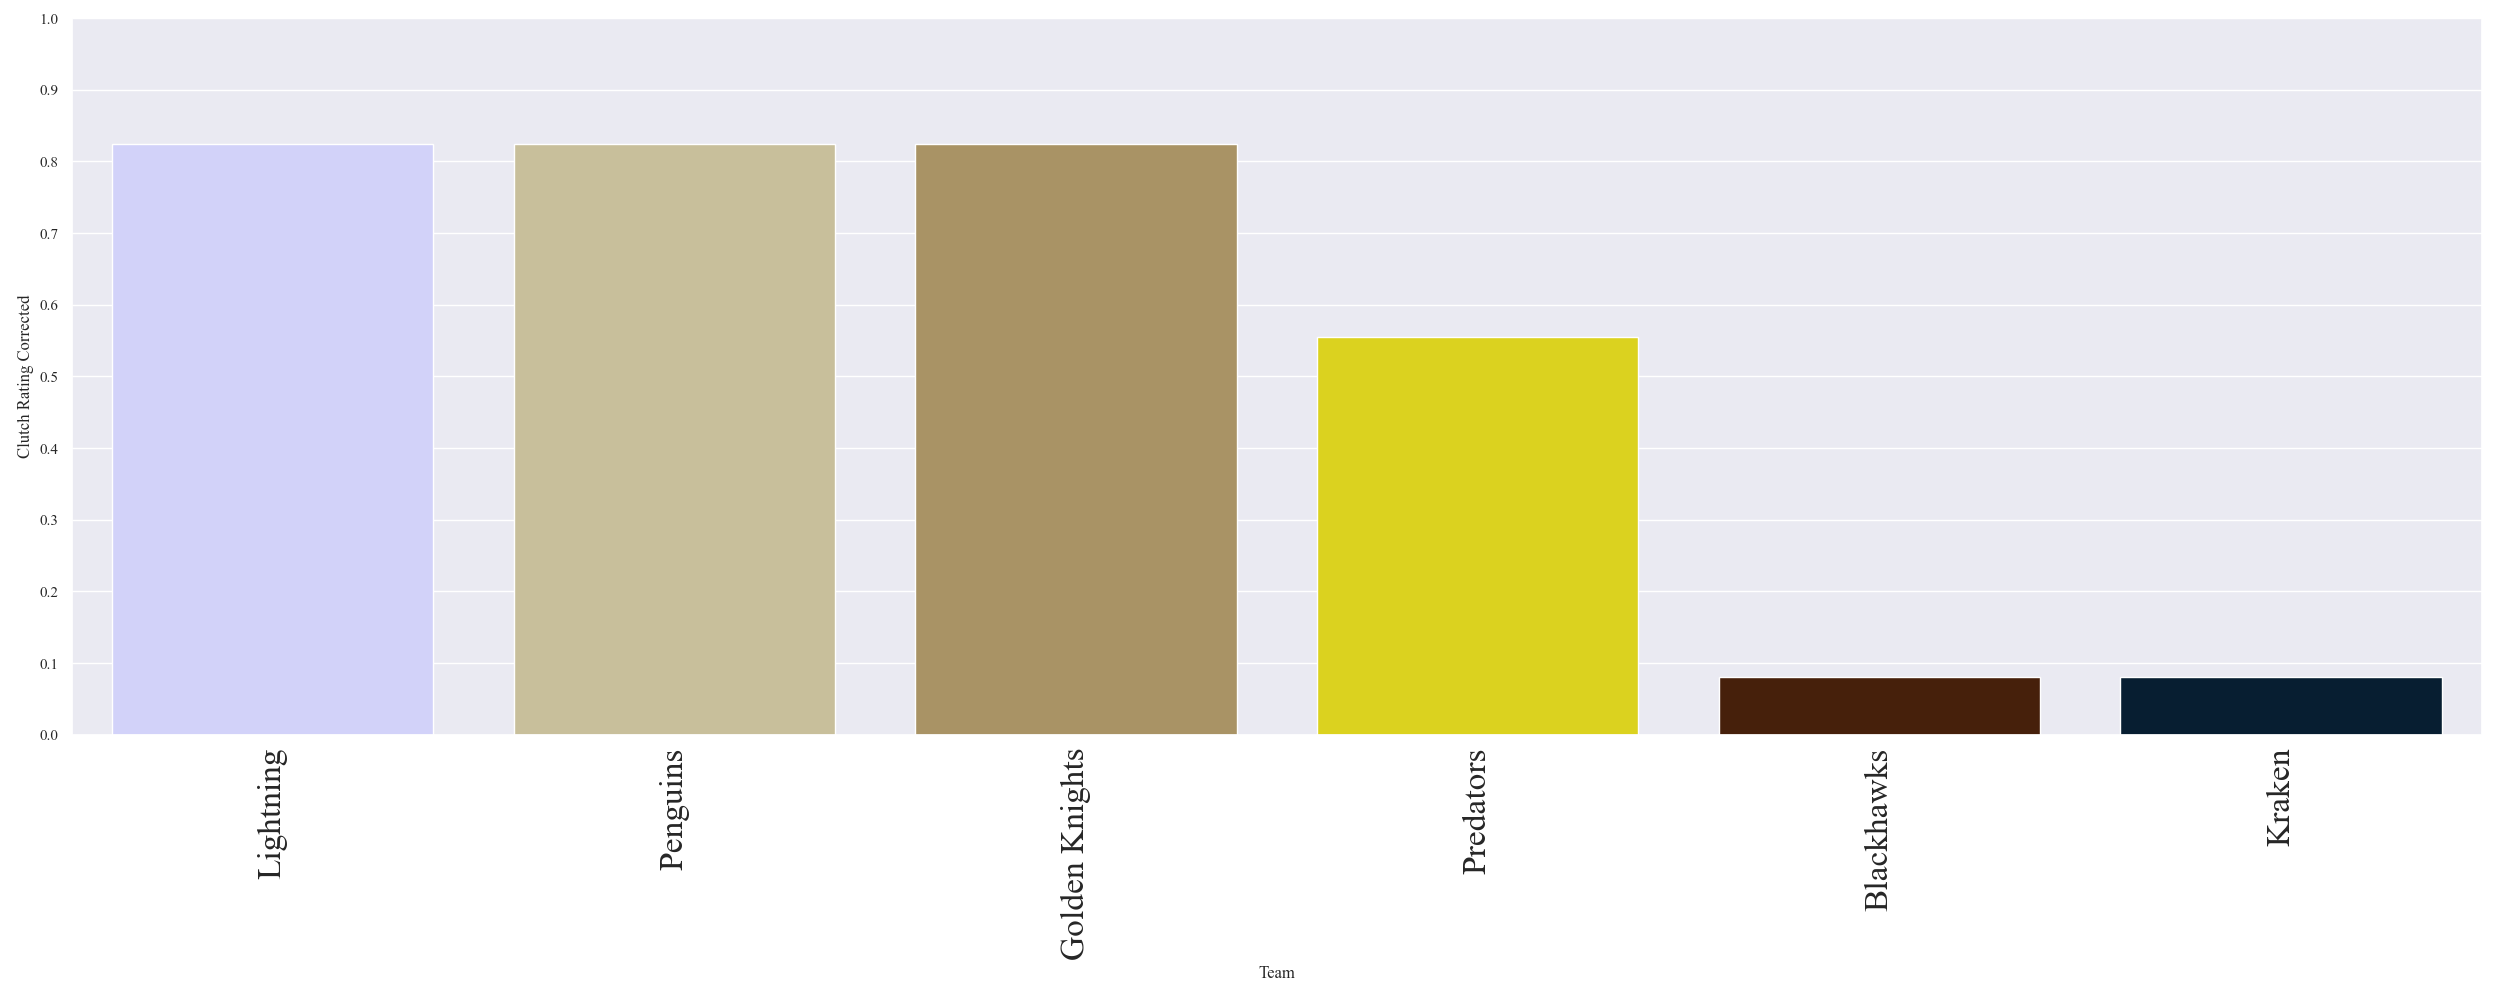 1.0
0.9
0.8
0.7
0.6
0.5
0.4
0.3
0.2
0.1
0.0
Clutch Rating Corrected
Lightning
Penguins
Golden Knights
Predators
Blackhawks
Kraken
Team